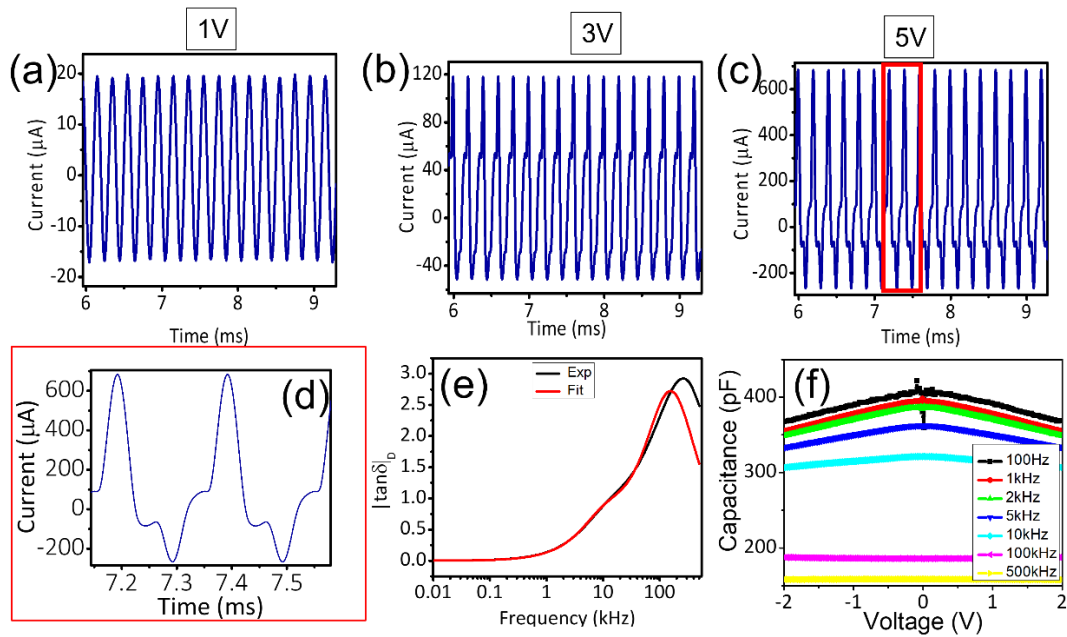 1V
3V
5V
(a)
20
10
0
-10
-20
Current (µA)
6 7 8 9
Time (ms)
(b)
120
80
40
0
-40
Current (µA)
6 7 8 9
Time (ms)
(c)
600
400
200
0
-200
Current (µA)
6 7 8 9
Time (ms)
(d)
600
400
200
0
-200
Current (µA)
7.2 7.3 7.4 7.5
Time (ms)
(e)
Exp
Fit
3.0
2.5
2.0
1.5
1.0
0.5
0.0
|tanδ|D
0.01 0.1 1 10 100
Frequency (kHz)
(f)
400
300
200
Capacitance (pF)
100Hz
1kHz
2kHz
5kHz
10kHz
100kHz
500kHz
-2 -1 0 1 2
Voltage (V)